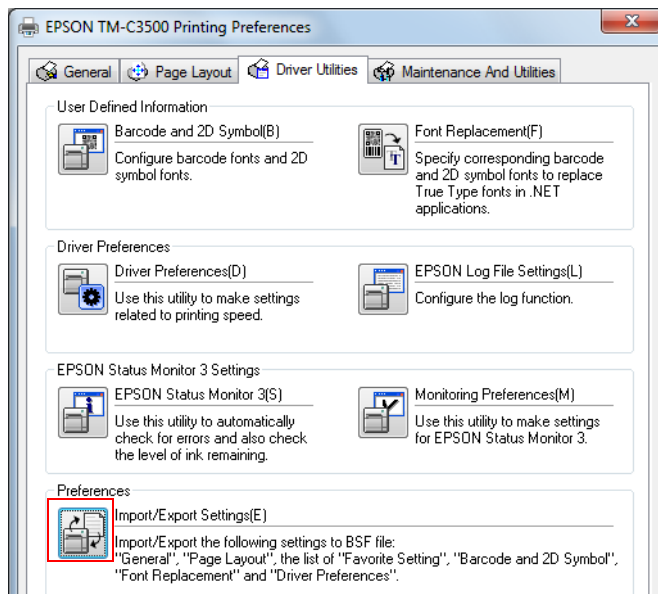 EPSON TM-C3500 Printing Preferences
General
Page Layout
Driver Utilities
Maintenance And Utilities
User Defined Information
Barcode and 2D Symbol(B)
Configure barcode fonts and 2D
symbol fonts.
Font Replacement(F)
Specify corresponding barcode
and 2D symbol fonts to replace
True Type fonts in .NET
applications.
Driver Preferences
Driver Preferences(D)
Use this utility to make settings
related to printing speed.
EPSON Log File Settings(L)
Configure the log function.
EPSON Status Monitor 3 Settings
EPSON Status Monitor 3(S)
Use this utility to automatically
check for errors and also check
the level of ink remaining.
Monitoring Preferences(M)
Use this utility to make settings
for EPSON Status Monitor 3.
Preferences
Import/Export Settings(E)
Import/Export the following settings to BSF file:
"General", "Page Layout", the list of "Favorite Setting", "Barcode and 2D Symbol",
"Font Replacement" and "Driver Preferences".